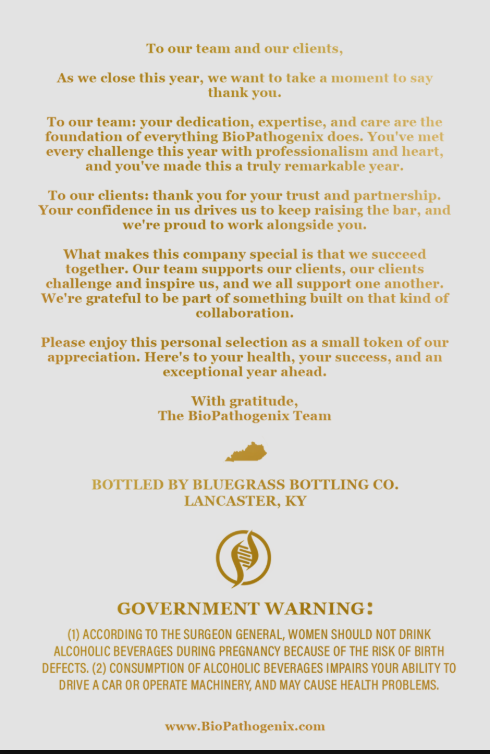 To our team and our clients,
As we close this year, we want to take a moment to say
thank you.
To our team: your dedication, expertise, and care are the
foundation of everything BioPathogenix does. You've met
every challenge this year with professionalism and heart,
and you've made this a truly remarkable year.
To our clients: thank you for your trust and partnership.
Your confidence in us drives us to keep raising the bar, and
we're proud to work alongside you.
What makes this company special is that we succeed
together. Our team supports our clients, our clients
challenge and inspire us, and we all support one another.
We're grateful to be part of something built on that kind of
collaboration.
Please enjoy this personal selection as a small token of our
appreciation. Here's to your health, your success, and an
exceptional year ahead.
With gratitude,
The BioPathogenix Team
BOTTLED BY BLUEGRASS BOTTLING CO.
LANCASTER, KY
GOVERNMENT WARNING:
(1) ACCORDING TO THE SURGEON GENERAL, WOMEN SHOULD NOT DRINK
ALCOHOLIC BEVERAGES DURING PREGNANCY BECAUSE OF THE RISK OF BIRTH
DEFECTS. (2) CONSUMPTION OF ALCOHOLIC BEVERAGES IMPAIRS YOUR ABILITY TO
DRIVE A CAR OR OPERATE MACHINERY, AND MAY CAUSE HEALTH PROBLEMS.
www.BioPathogenix.com